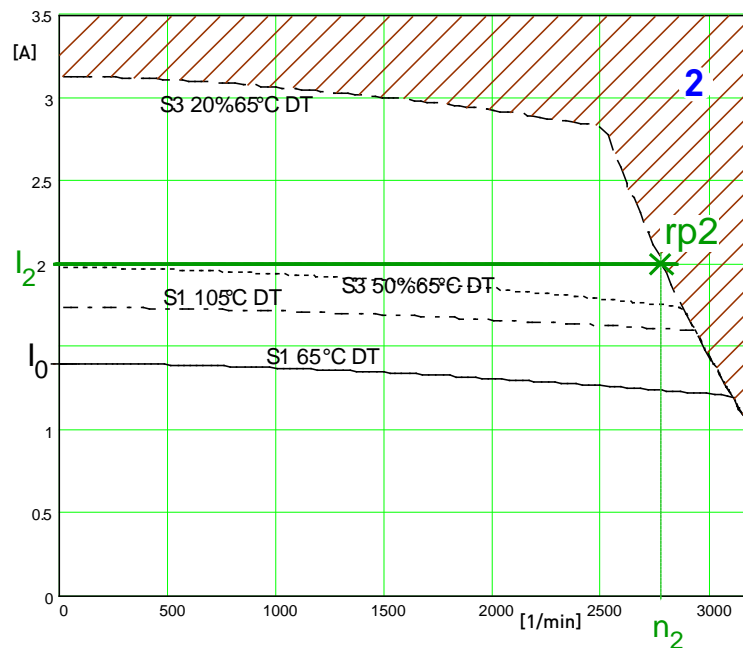 3.5
[A]
2
3
S3 20%65°C DT
2.5
rp2
I2
2
S3 50%65°C DT
S1 105°C DT
I0
S1 65°C DT
1
0.5
0
0 500 1000 1500 2000 2500 3000
[1/min]
n2